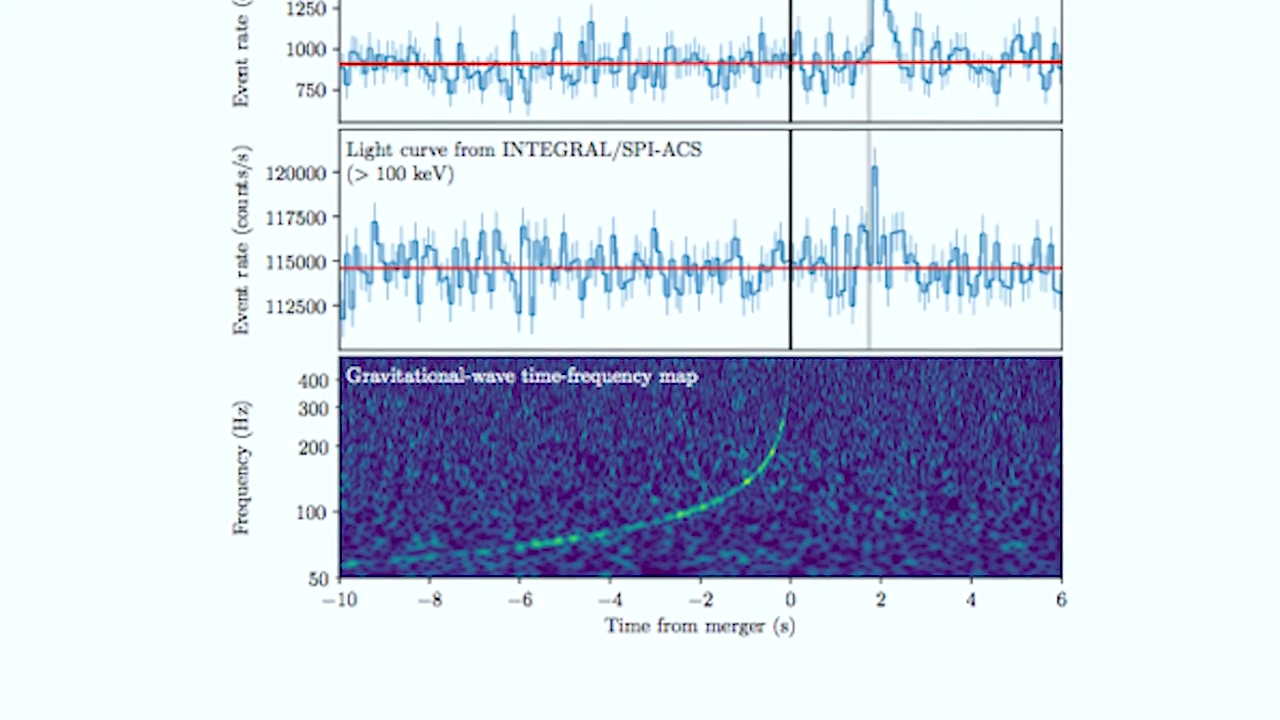 1250
1000
750
Event rate (
Light curve from INTEGRAL/SPI-ACS
(> 100 keV)
120000
117500
115000
112500
Event rate (counts/s)
Gravitational-wave time-frequency map
400
300
200
100
50
Frequency (Hz)
−10 −8 −6 −4 −2 0 2 4 6
Time from merger (s)